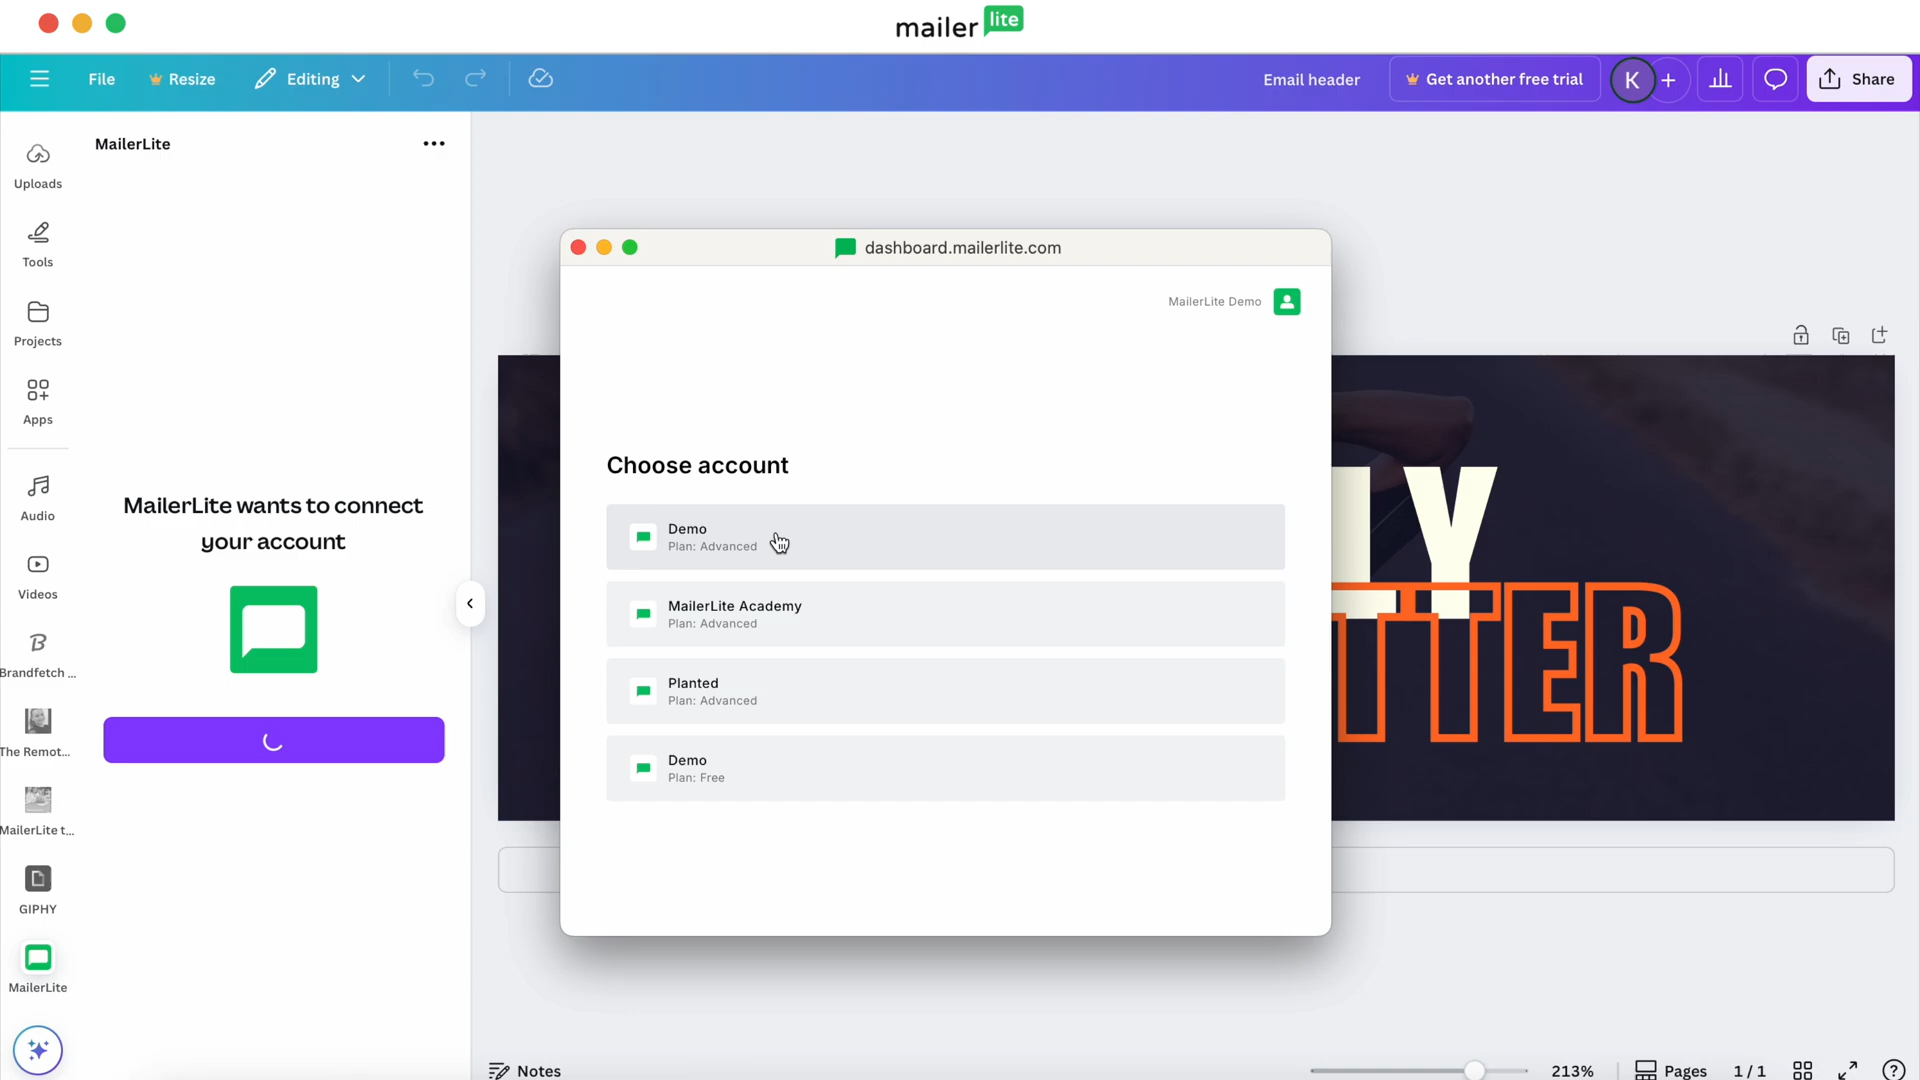 mailer lite
File Resize Editing Email header Get another free trial K Share
MailerLite
Uploads
Tools
Projects
Apps
Audio
Videos
Brandfetch ...
The Remot...
MailerLite t...
GIPHY
MailerLite
MailerLite wants to connect
your account
dashboard.mailerlite.com
MailerLite Demo
Choose account
Demo
Plan: Advanced
MailerLite Academy
Plan: Advanced
Planted
Plan: Advanced
Demo
Plan: Free
LY
TTER
Notes 213% Pages 1 / 1